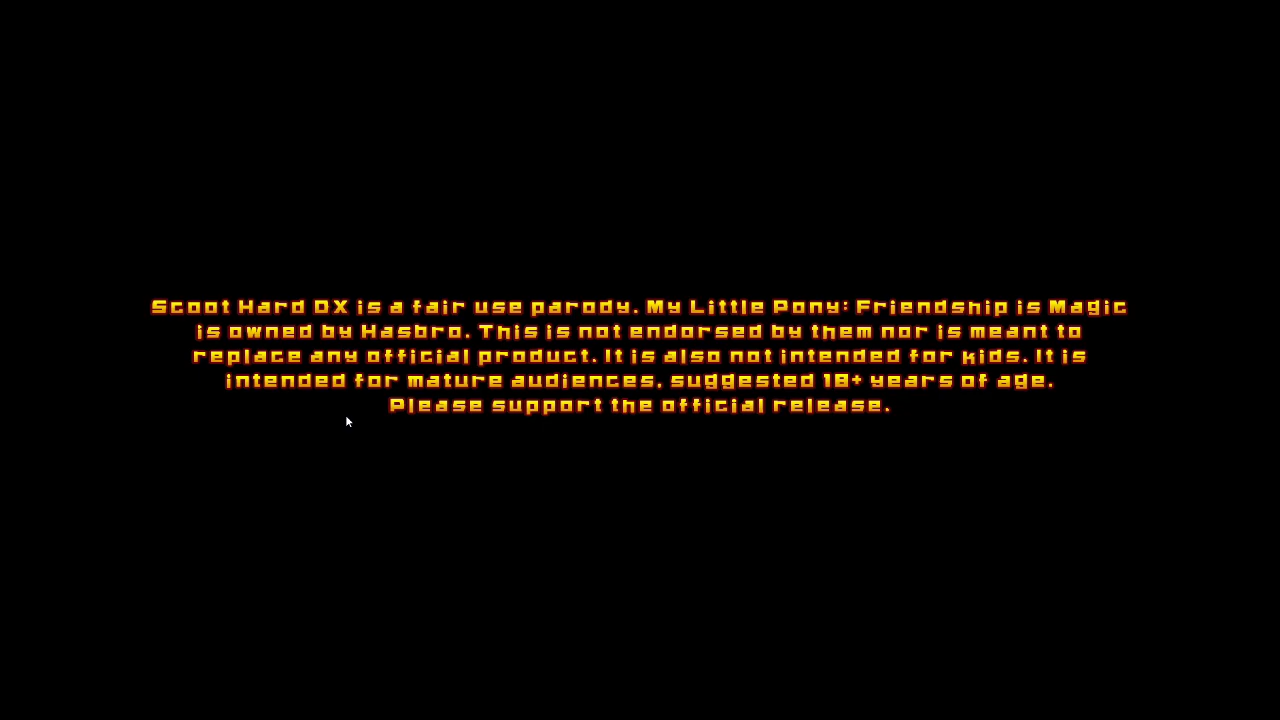 Scoot Hard DX is a fair use parody. My Little Pony: Friendship is Magic
is owned by Hasbro. This is not endorsed by them nor is meant to
replace any official product. It is also not intended for kids. It is
intended for mature audiences, suggested 18+ years of age.
Please support the official release.